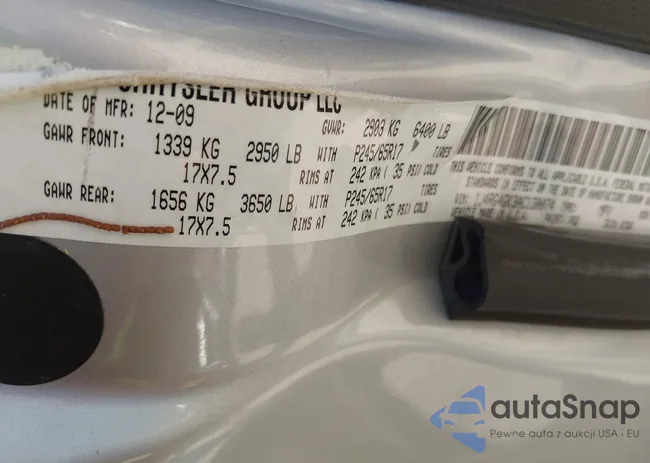 CHRYSLER GROUP LLC
DATE OF MFR: 12-09 GVWR: 2903 KG 6400 LB
GAWR FRONT: 1339 KG 2950 LB WITH P245/65R17 TIRES
17X7.5 RIMS AT 242 KPA ( 35 PSI) COLD
GAWR REAR: 1656 KG 3650 LB WITH P245/65R17 TIRES
17X7.5 RIMS AT 242 KPA ( 35 PSI) COLD
THIS VEHICLE CONFORMS TO ALL APPLICABLE U.S.A. FEDERAL MOTOR
STANDARDS IN EFFECT ON THE DATE OF MANUFACTURE SHOWN
VIN:
MADE IN U.S.A.
autaSnap
Pewne auta z aukcji USA i EU